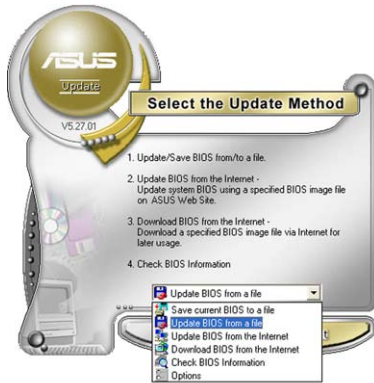 ASUS
Update
V5.27.01
Select the Update Method
1. Update/Save BIOS from/to a file.
2. Update BIOS from the Internet -
Update system BIOS using a specified BIOS image file
on ASUS Web Site.
3. Download BIOS from the Internet -
Download a specified BIOS image file via Internet for
later usage.
4. Check BIOS Information
Update BIOS from a file
Save current BIOS to a file
Update BIOS from a file
Update BIOS from the Internet
Download BIOS from the Internet
Check BIOS Information
Options